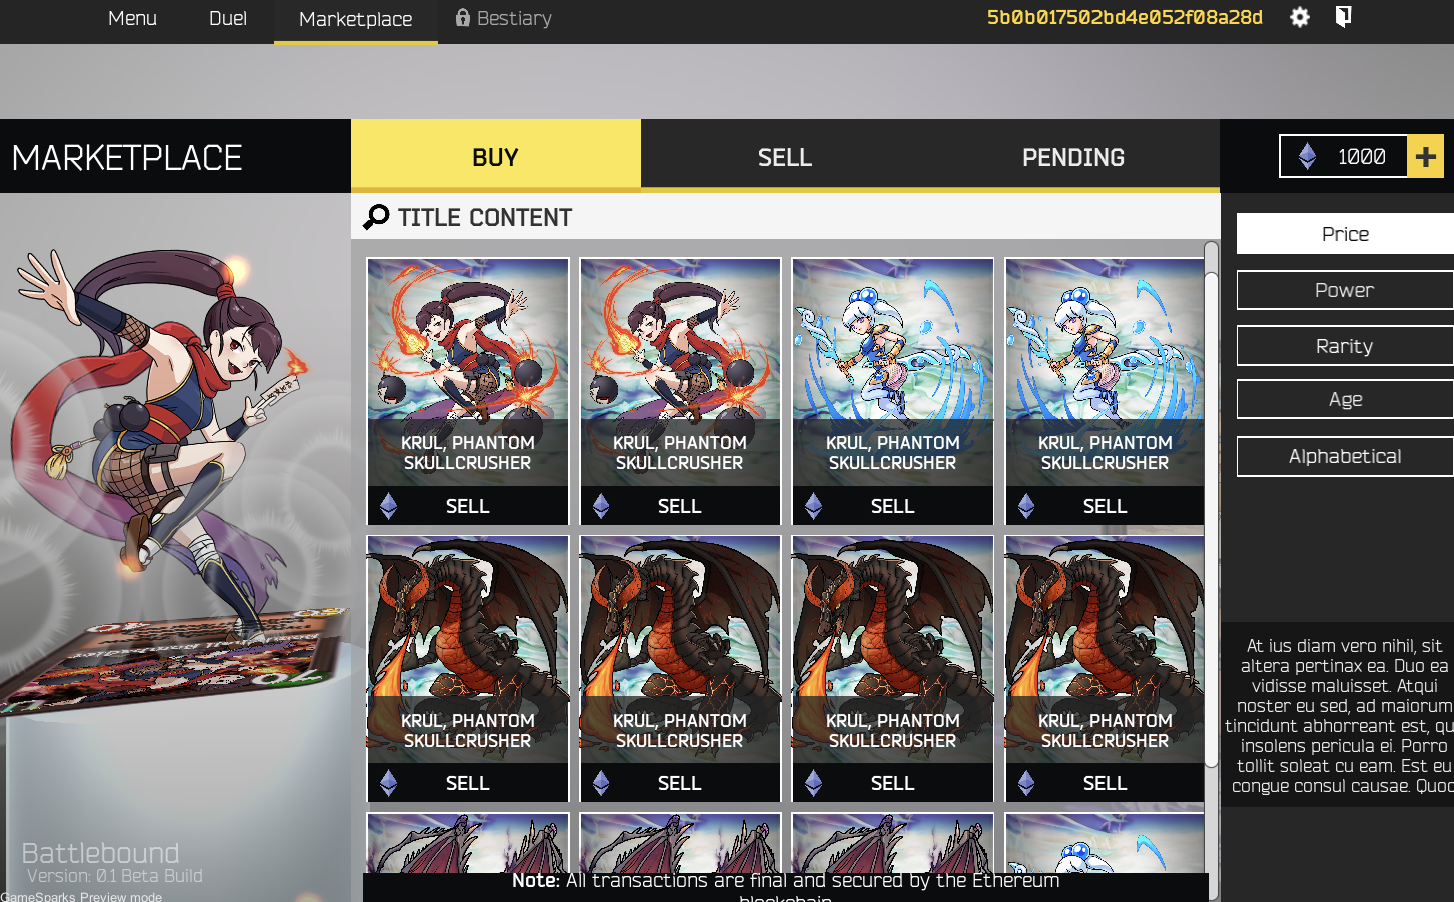 Menu
Duel
Marketplace
Bestiary
5b0b017502bd4e052f08a28d
MARKETPLACE
BUY
SELL
PENDING
1000
TITLE CONTENT
KRUL, PHANTOM
SKULLCRUSHER
SELL
KRUL, PHANTOM
SKULLCRUSHER
SELL
KRUL, PHANTOM
SKULLCRUSHER
SELL
KRUL, PHANTOM
SKULLCRUSHER
SELL
KRUL, PHANTOM
SKULLCRUSHER
SELL
KRUL, PHANTOM
SKULLCRUSHER
SELL
KRUL, PHANTOM
SKULLCRUSHER
SELL
KRUL, PHANTOM
SKULLCRUSHER
SELL
Price
Power
Rarity
Age
Alphabetical
At ius diam vero nihil, sit
altera pertinax ea. Duo ea
vidisse maluisset. Atqui
noster eu sed, ad maiorum
tincidunt abhorreant est, qu
insolens pericula ei. Porro
tollit soleat cu eam. Est eu
congue consul causae. Quod
Battlebound
Version: 0.1 Beta Build
GameSparks Preview mode
Note: All transactions are final and secured by the Ethereum
blockchain